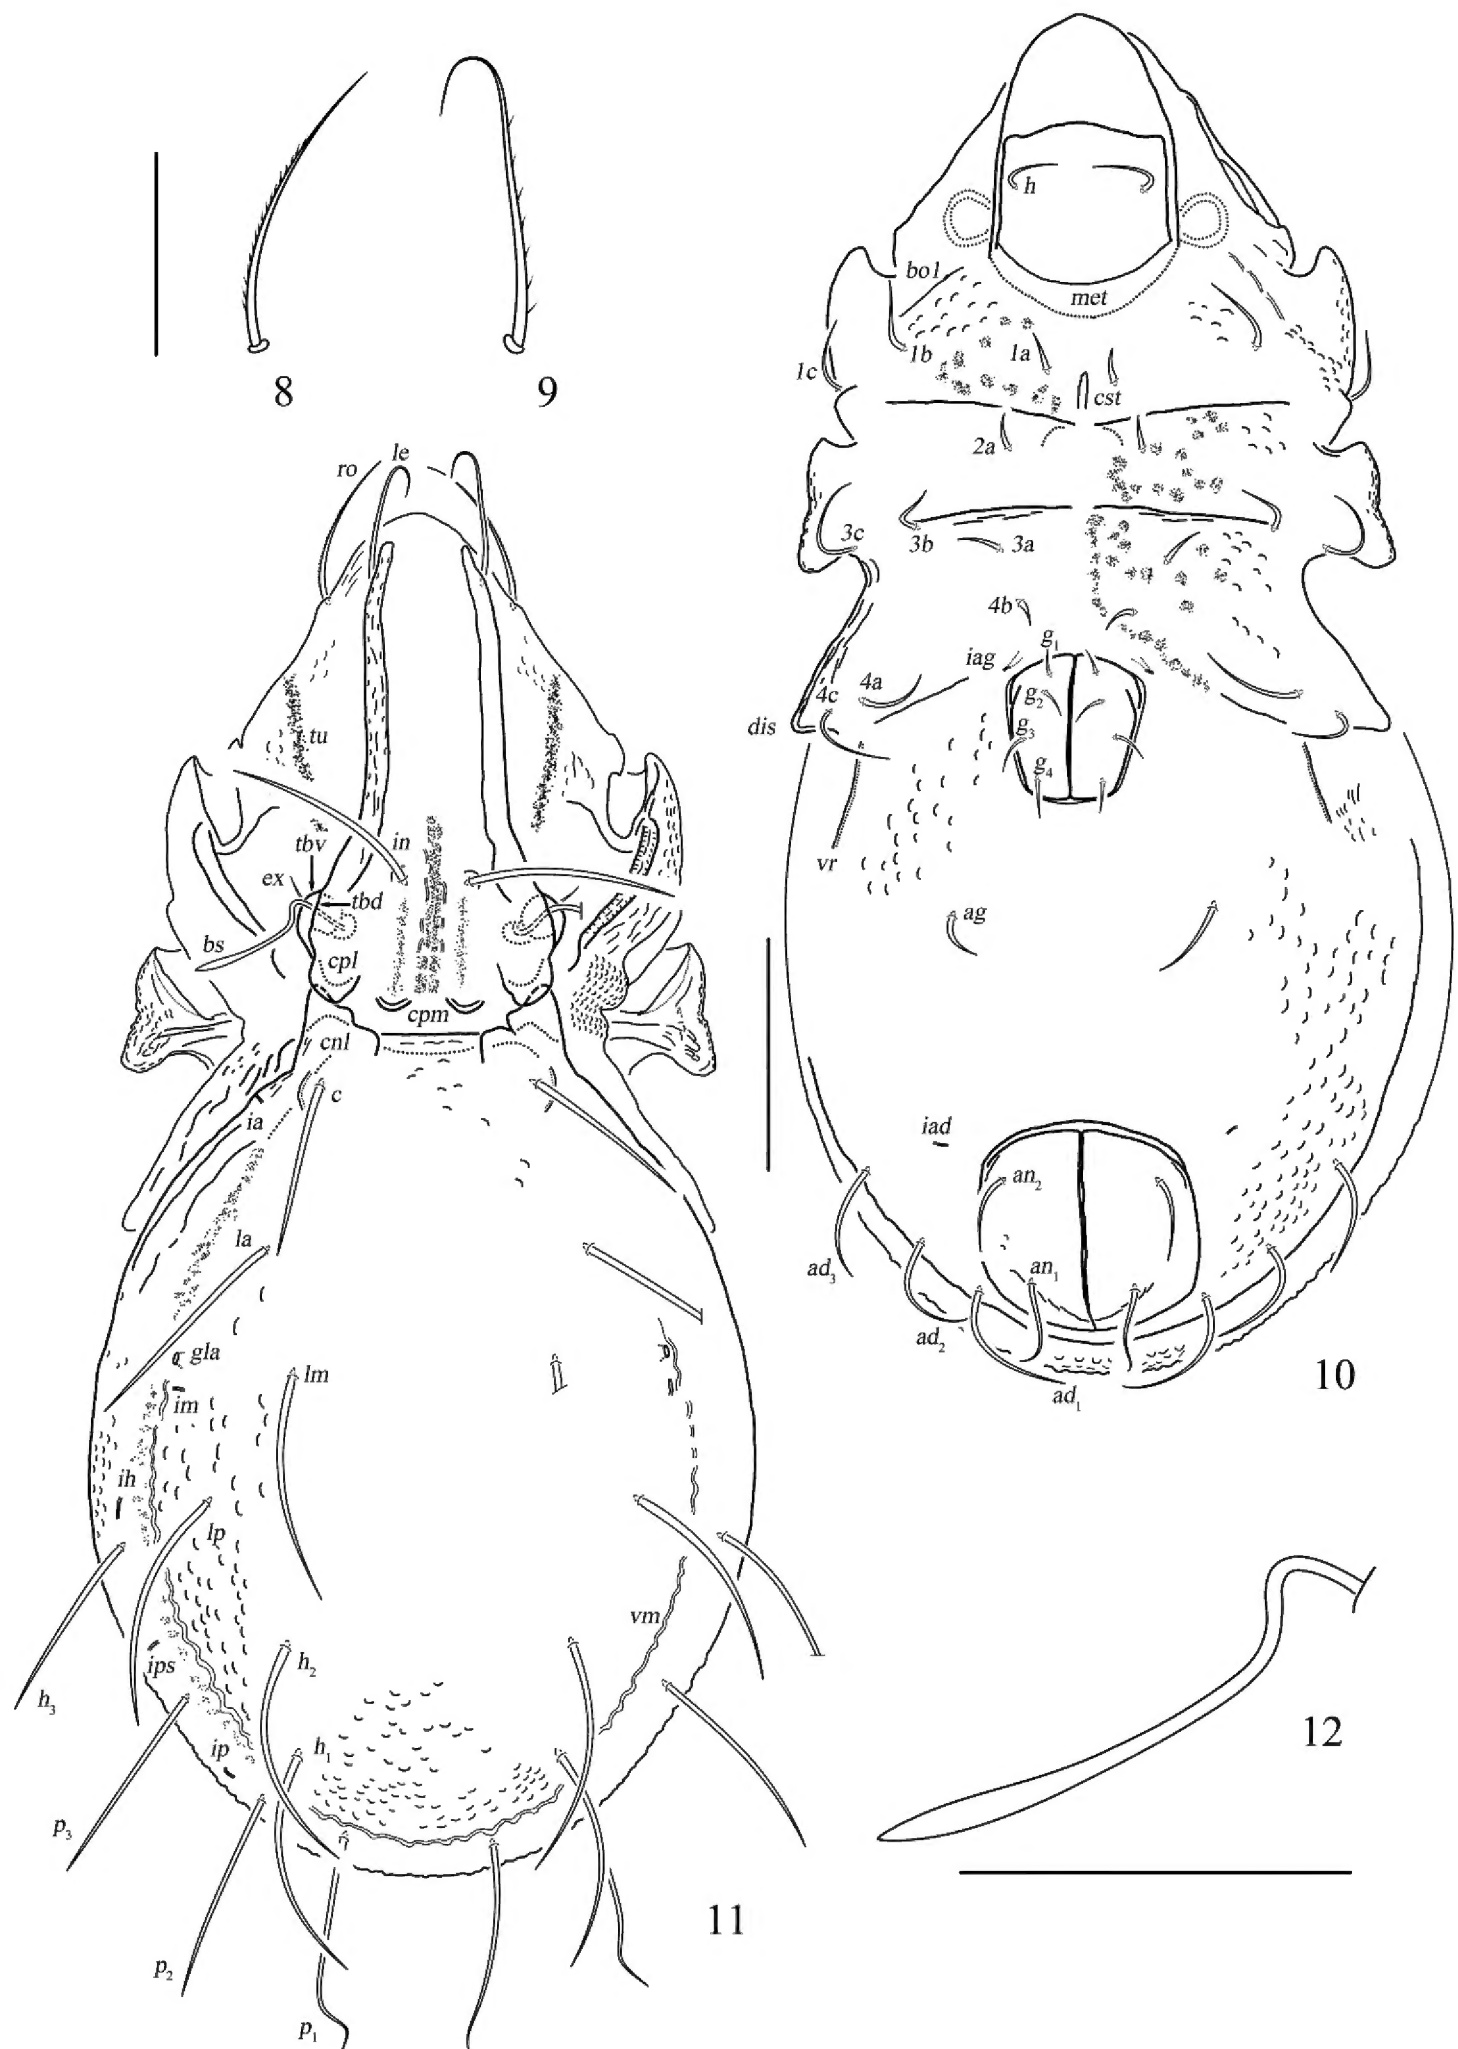 8
9
h
bo1
met
1b
1a
1c
cst
2a
3c
3b
3a
4b
g1
iag
4c
4a
g2
dis
g3
g4
vr
ag
iad
an2
ad3
an1
ad2
ad1
10
ro
le
tu
tbv
in
ex
tbd
bs
cpl
cpm
cnl
c
ia
la
gla
lm
im
ih
lp
vm
ips
h2
h3
ip
h1
p3
p2
p1
11
12